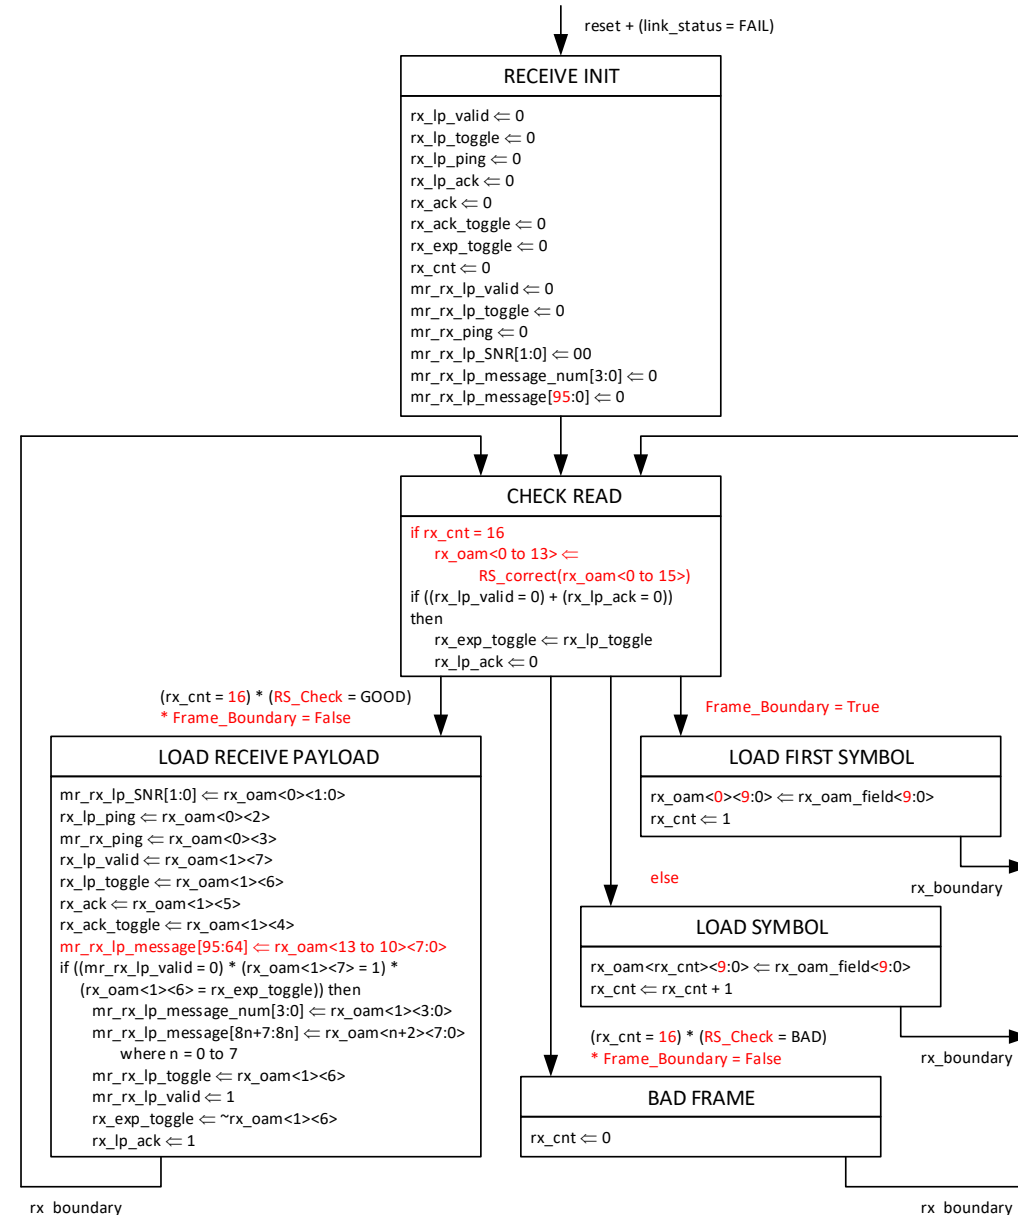 reset + (link_status = FAIL)
RECEIVE INIT
rx_lp_valid ⇐ 0
rx_lp_toggle ⇐ 0
rx_lp_ping ⇐ 0
rx_lp_ack ⇐ 0
rx_ack ⇐ 0
rx_ack_toggle ⇐ 0
rx_exp_toggle ⇐ 0
rx_cnt ⇐ 0
mr_rx_lp_valid ⇐ 0
mr_rx_lp_toggle ⇐ 0
mr_rx_ping ⇐ 0
mr_rx_lp_SNR[1:0] ⇐ 00
mr_rx_lp_message_num[3:0] ⇐ 0
mr_rx_lp_message[95:0] ⇐ 0
CHECK READ
if rx_cnt = 16
rx_oam<0 to 13> ⇐
RS_correct(rx_oam<0 to 15>)
if ((rx_lp_valid = 0) + (rx_lp_ack = 0))
then
rx_exp_toggle ⇐ rx_lp_toggle
rx_lp_ack ⇐ 0
(rx_cnt = 16) * (RS_Check = GOOD)
* Frame_Boundary = False
LOAD RECEIVE PAYLOAD
mr_rx_lp_SNR[1:0] ⇐ rx_oam<0><1:0>
rx_lp_ping ⇐ rx_oam<0><2>
mr_rx_ping ⇐ rx_oam<0><3>
rx_lp_valid ⇐ rx_oam<1><7>
rx_lp_toggle ⇐ rx_oam<1><6>
rx_ack ⇐ rx_oam<1><5>
rx_ack_toggle ⇐ rx_oam<1><4>
mr_rx_lp_message[95:64] ⇐ rx_oam<13 to 10><7:0>
if ((mr_rx_lp_valid = 0) * (rx_oam<1><7> = 1) *
(rx_oam<1><6> = rx_exp_toggle)) then
mr_rx_lp_message_num[3:0] ⇐ rx_oam<1><3:0>
mr_rx_lp_message[8n+7:8n] ⇐ rx_oam<n+2><7:0>
where n = 0 to 7
mr_rx_lp_toggle ⇐ rx_oam<1><6>
mr_rx_lp_valid ⇐ 1
rx_exp_toggle ⇐ ~rx_oam<1><6>
rx_lp_ack ⇐ 1
rx_boundary
Frame_Boundary = True
LOAD FIRST SYMBOL
rx_oam<0><9:0> ⇐ rx_oam_field<9:0>
rx_cnt ⇐ 1
rx_boundary
else
LOAD SYMBOL
rx_oam<rx_cnt><9:0> ⇐ rx_oam_field<9:0>
rx_cnt ⇐ rx_cnt + 1
rx_boundary
(rx_cnt = 16) * (RS_Check = BAD)
* Frame_Boundary = False
BAD FRAME
rx_cnt ⇐ 0
rx_boundary